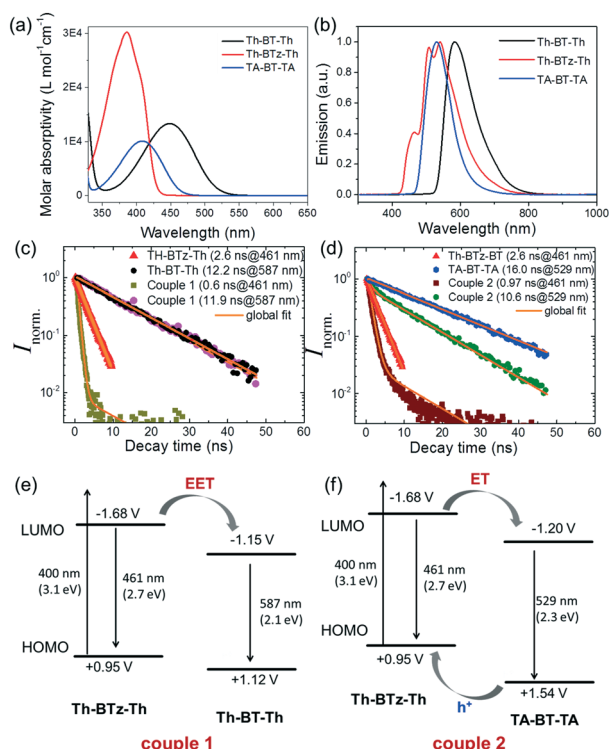 (a)
Th-BT-Th
Th-BTz-Th
TA-BT-TA
3E4
2E4
1E4
0
Molar absorptivity (L mol⁻¹cm⁻¹)
350 400 450 500 550 600 650
Wavelength (nm)
(b)
Th-BT-Th
Th-BTz-Th
TA-BT-TA
1.0
0.8
0.6
0.4
0.2
0.0
Emission (a.u.)
400 600 800 1000
Wavelength (nm)
(c)
TH-BTz-Th (2.6 ns@461 nm)
Th-BT-Th (12.2 ns@587 nm)
Couple 1 (0.6 ns@461 nm)
Couple 1 (11.9 ns@587 nm)
global fit
10⁰
10⁻¹
10⁻²
I norm.
0 10 20 30 40 50 60
Decay time (ns)
(d)
Th-BTz-BT (2.6 ns@461)
TA-BT-TA (16.0 ns@529)
Couple 2 (0.97 ns@461)
Couple 2 (10.6 ns@529)
global fit
10⁰
10⁻¹
10⁻²
I norm.
0 10 20 30 40 50 60
Decay time (ns)
(e)
EET
-1.68 V
LUMO
-1.15 V
400 nm
(3.1 eV)
461 nm
(2.7 eV)
587 nm
(2.1 eV)
HOMO
+0.95 V
+1.12 V
Th-BTz-Th
Th-BT-Th
couple 1
(f)
ET
-1.68 V
LUMO
-1.20 V
400 nm
(3.1 eV)
461 nm
(2.7 eV)
529 nm
(2.3 eV)
HOMO
+0.95 V
+1.54 V
Th-BTz-Th
h⁺
TA-BT-TA
couple 2